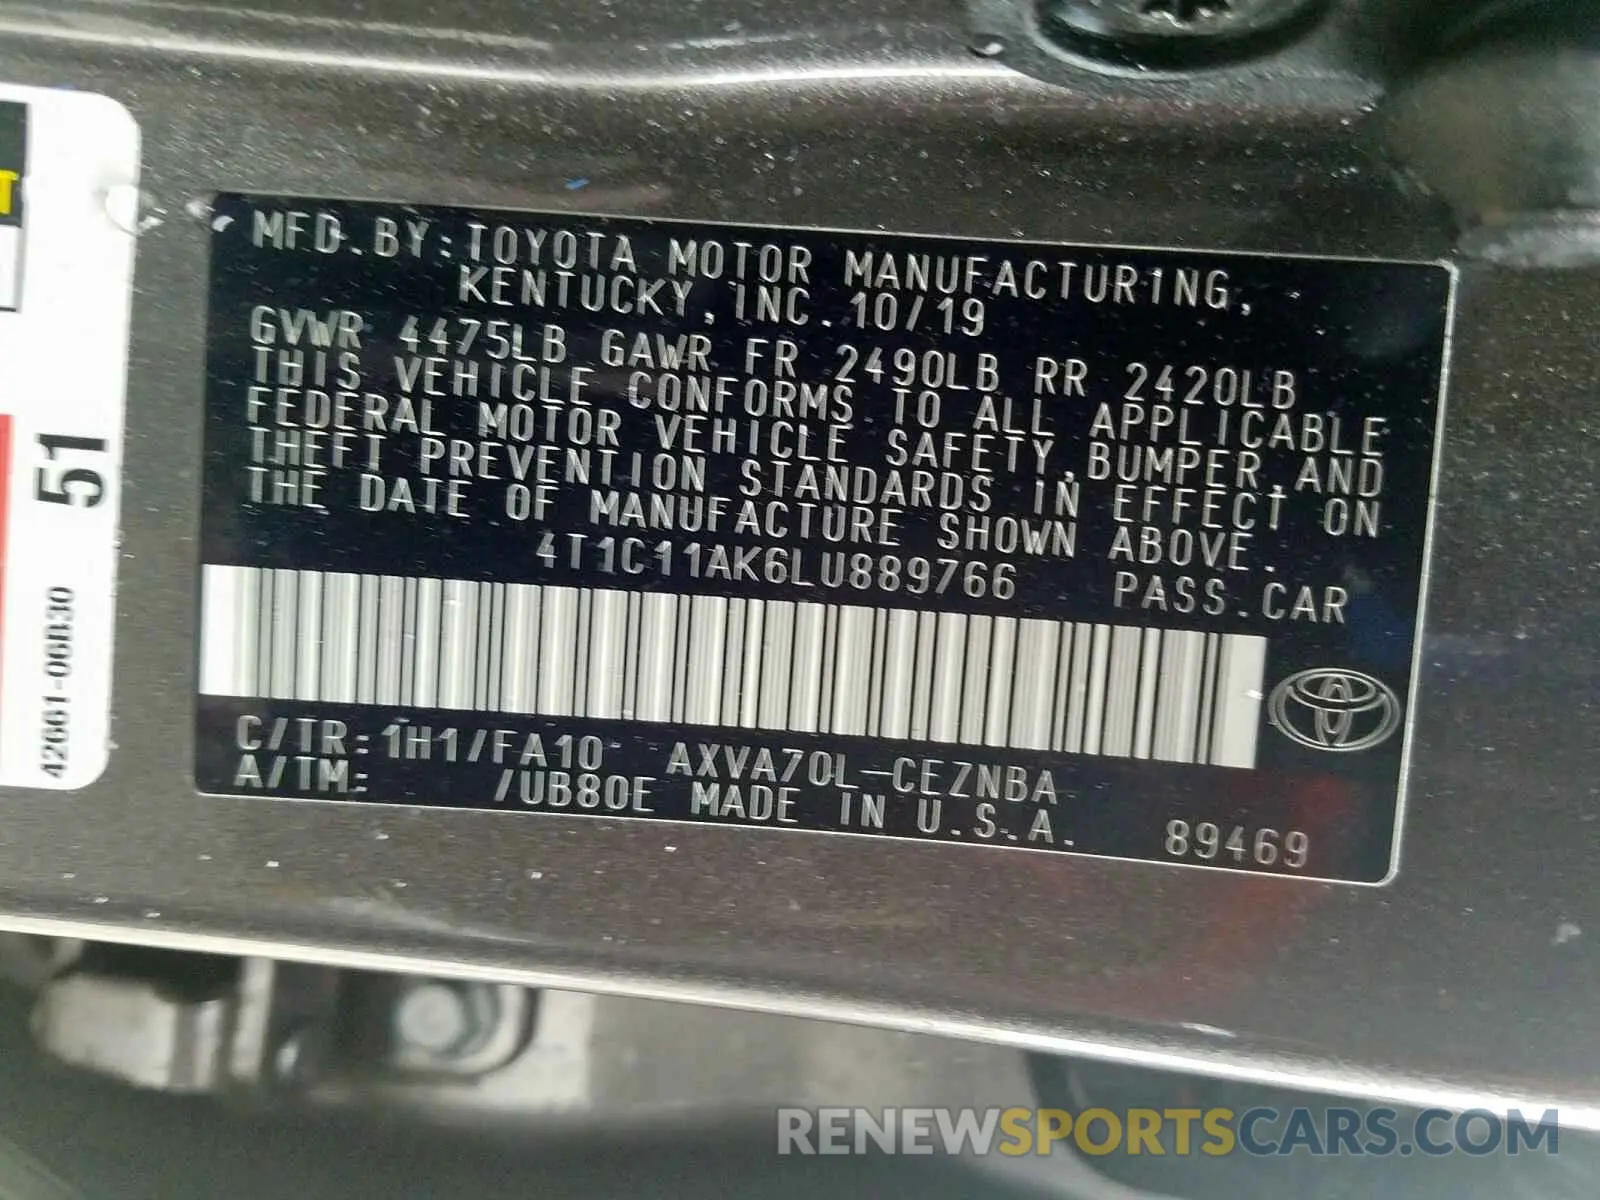 MFD. BY: TOYOTA MOTOR MANUFACTURING,
KENTUCKY, INC. 10/19
GVWR 4475LB GAWR FR 2490LB RR 2420LB
THIS VEHICLE CONFORMS TO ALL APPLICABLE
FEDERAL MOTOR VEHICLE SAFETY, BUMPER, AND
THEFT PREVENTION STANDARDS IN EFFECT ON
THE DATE OF MANUFACTURE SHOWN ABOVE.
4T1C11AK6LU889766 PASS. CAR
C/TR: 1H1/FA10 AXVA70L-CEZNBA
A/TM: /UB80E MADE IN U.S.A.
89469
T
51
42661-06B30
RENEWSPORTSCARS.COM